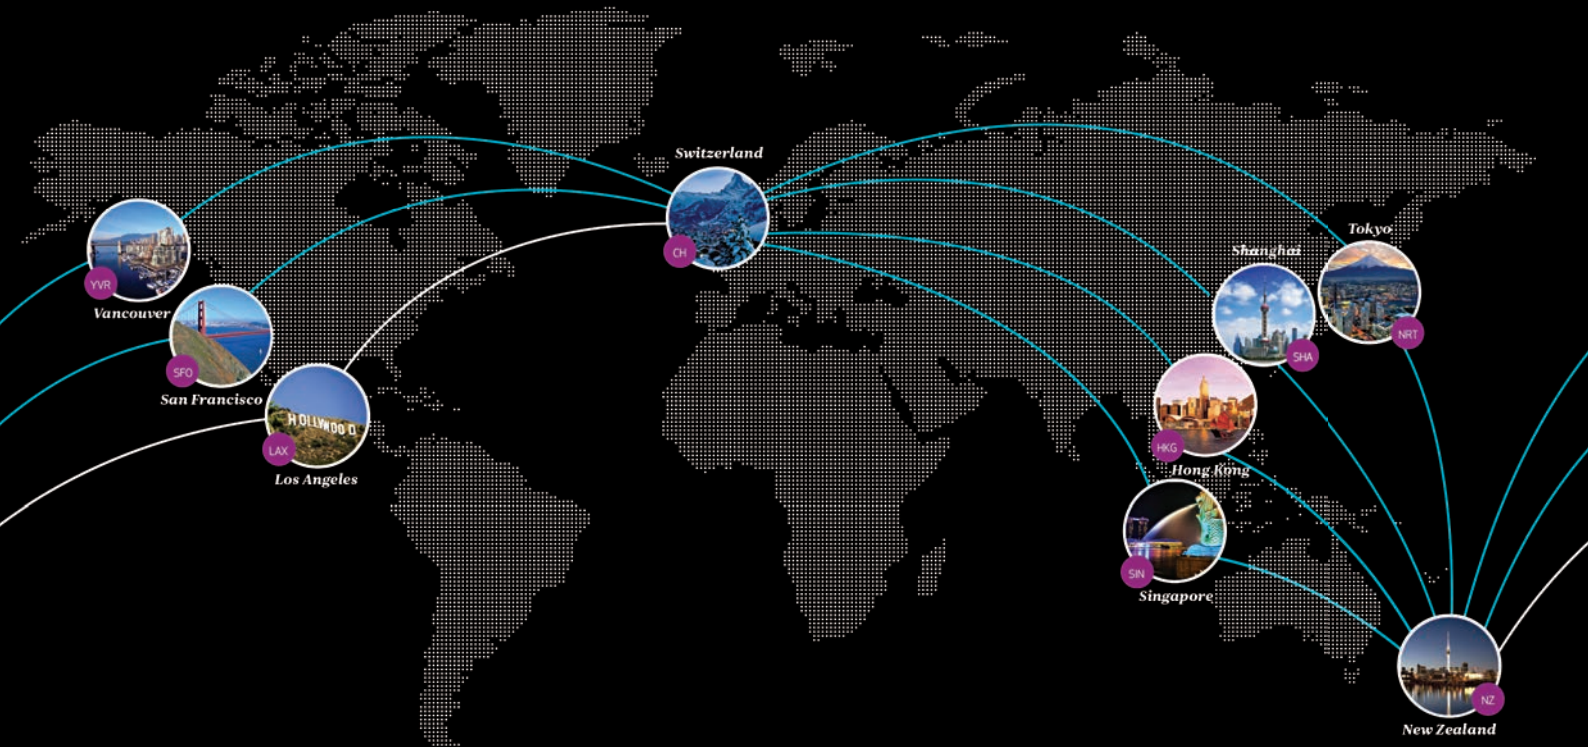 Switzerland
CH
YVR
Vancouver
SFO
San Francisco
HOLLYWOOD
LAX
Los Angeles
Tokyo
NRT
Shanghai
SHA
HKG
Hong Kong
SIN
Singapore
NZ
New Zealand